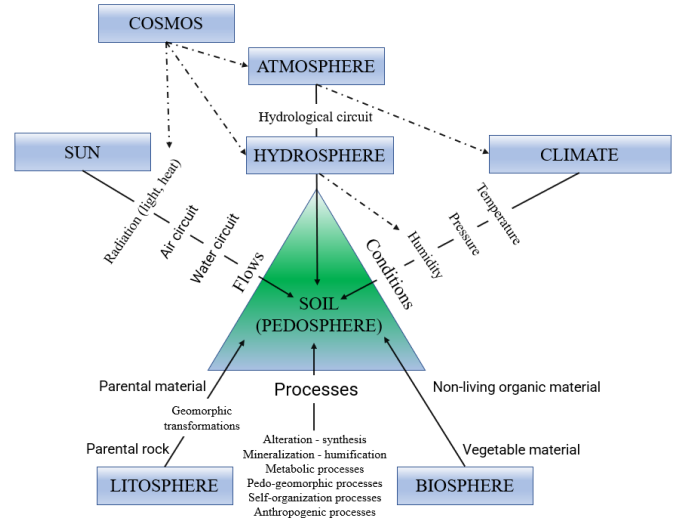 COSMOS
ATMOSPHERE
Hydrological circuit
SUN
HYDROSPHERE
CLIMATE
Radiation (light, heat)
Air circuit
Water circuit
Flows
Temperature
Pressure
Humidity
Conditions
SOIL
(PEDOSPHERE)
Parental material
Geomorphic
transformations
Parental rock
LITOSPHERE
Processes
Alteration - synthesis
Mineralization - humification
Metabolic processes
Pedo-geomorphic processes
Self-organization processes
Anthropogenic processes
Non-living organic material
Vegetable material
BIOSPHERE